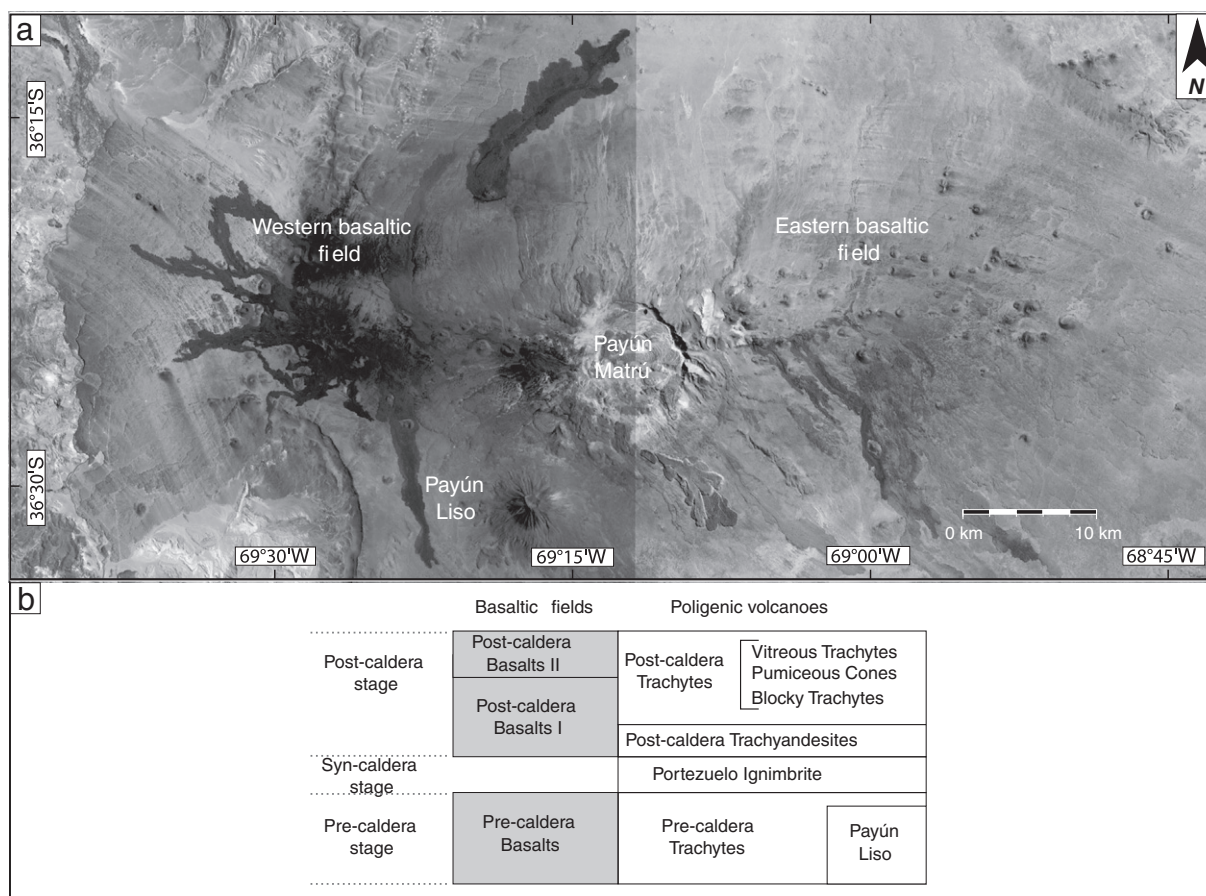 a
N
36°15'S
Western basaltic
field
Eastern basaltic
field
Payún
Matrú
36°30'S
Payún
Liso
0 km
10 km
69°30'W
69°15'W
69°00'W
68°45'W
b
Basaltic fields
Poligenic volcanoes
Post-caldera
stage
Post-caldera
Basalts II
Post-caldera
Trachytes
Vitreous Trachytes
Pumiceous Cones
Blocky Trachytes
Post-caldera
Basalts I
Post-caldera Trachyandesites
Syn-caldera
stage
Portezuelo Ignimbrite
Pre-caldera
stage
Pre-caldera
Basalts
Pre-caldera
Trachytes
Payún
Liso